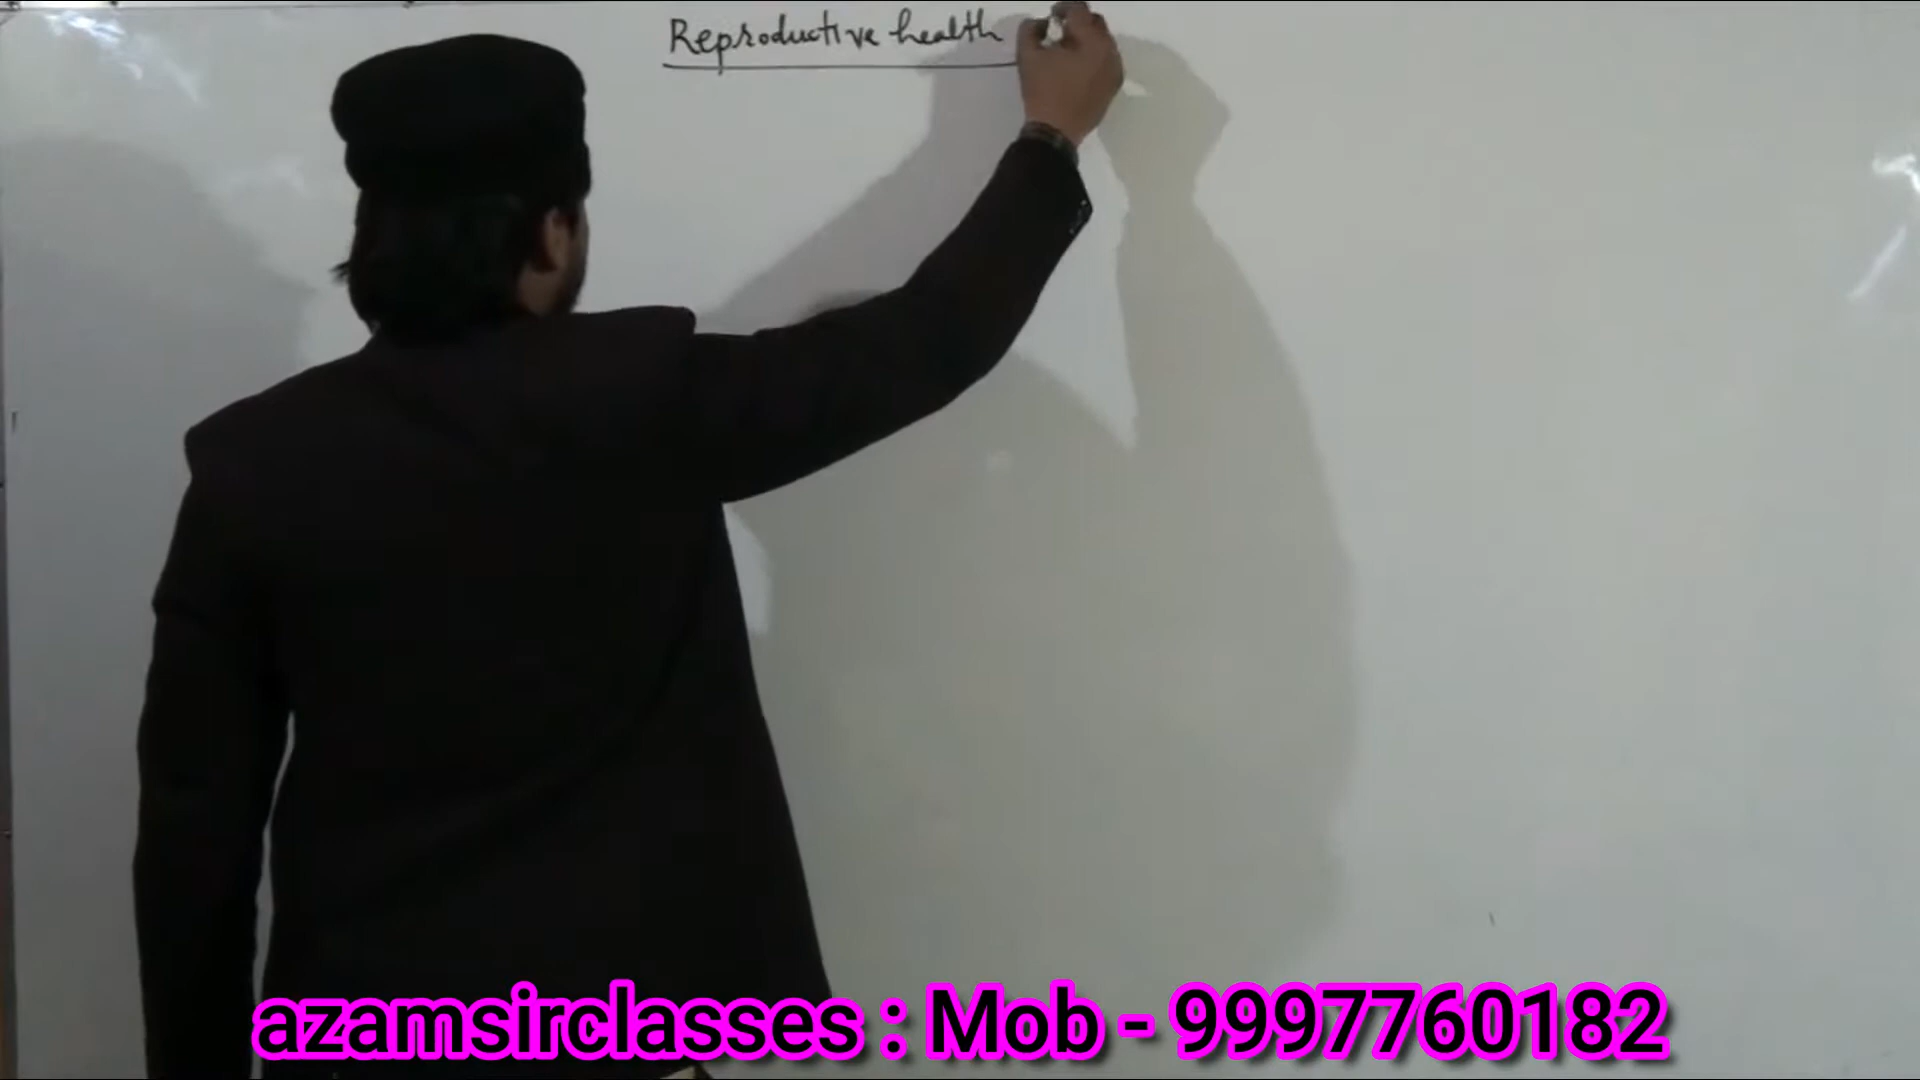 Reproductive health
azamsirclasses : Mob - 9997760182